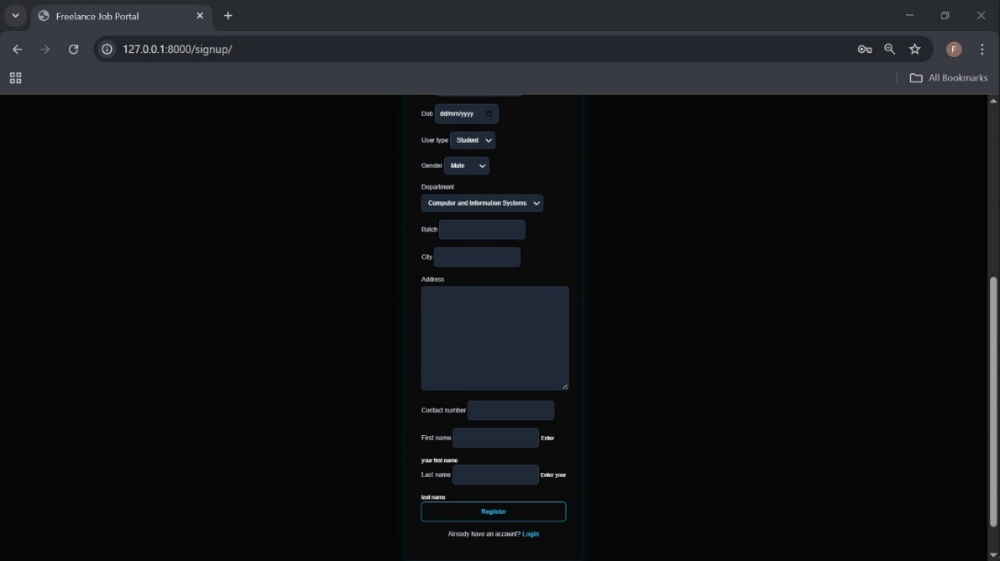 Freelance Job Portal
127.0.0.1:8000/signup/
F
All Bookmarks
Dob dd/mm/yyyy
User type Student
Gender Male
Department
Computer and Information Systems
Batch
City
Address
Contact number
First name Enter
your first name
Last name Enter your
last name
Register
Already have an account? Login